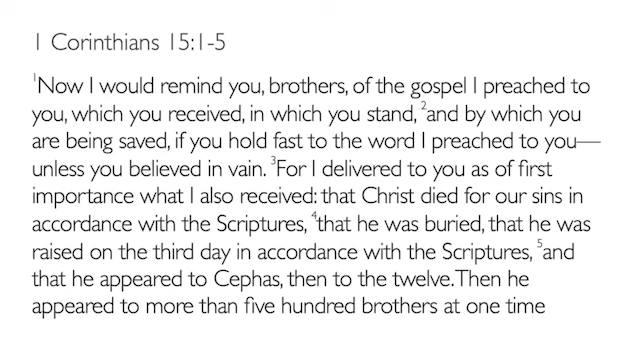 1 Corinthians 15:1-5
¹Now I would remind you, brothers, of the gospel I preached to
you, which you received, in which you stand, ²and by which you
are being saved, if you hold fast to the word I preached to you—
unless you believed in vain. ³For I delivered to you as of first
importance what I also received: that Christ died for our sins in
accordance with the Scriptures, ⁴that he was buried, that he was
raised on the third day in accordance with the Scriptures, ⁵and
that he appeared to Cephas, then to the twelve. Then he
appeared to more than five hundred brothers at one time